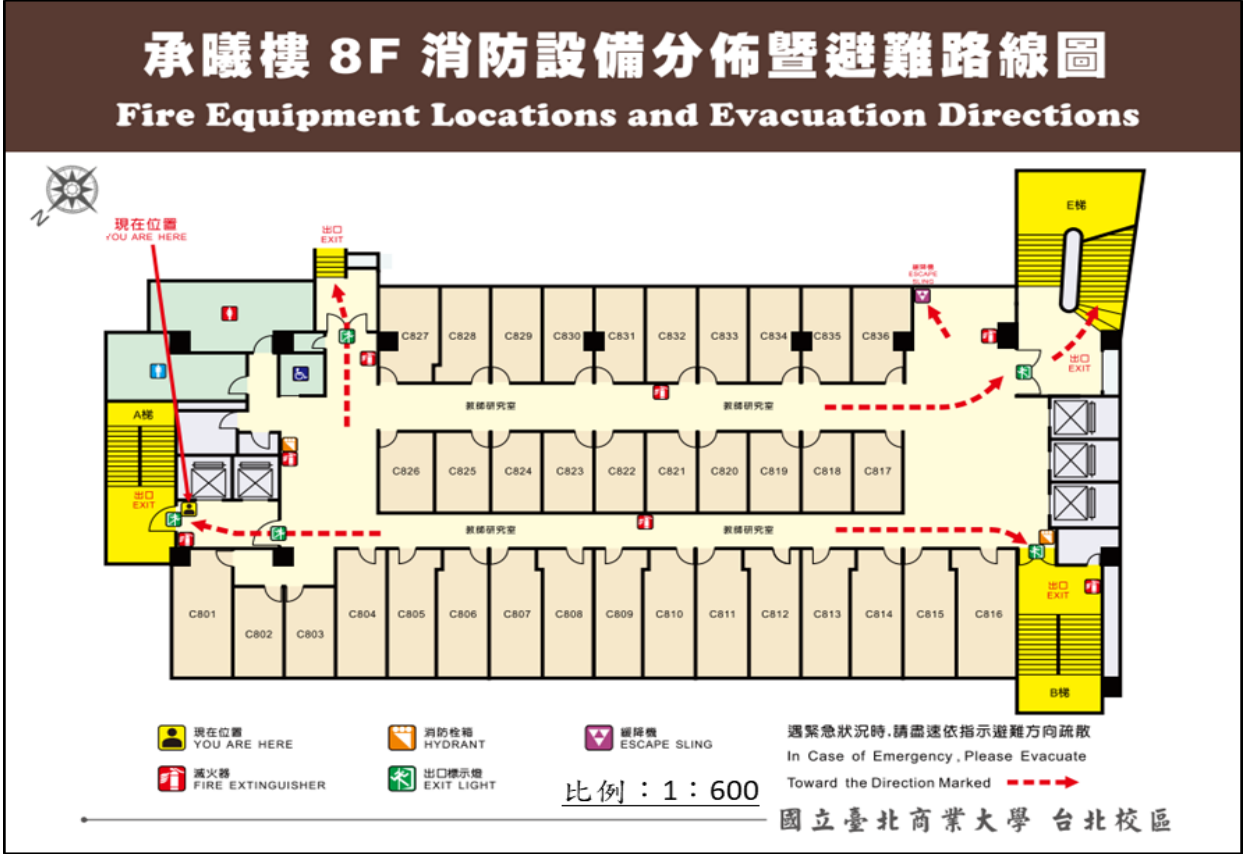 承曦樓 8F 消防設備分佈暨避難路線圖
Fire Equipment Locations and Evacuation Directions
N
現在位置
YOU ARE HERE
出口
EXIT
緩降機
ESCAPE
SLING
E梯
C827
C828
C829
C830
C831
C832
C833
C834
C835
C836
出口
EXIT
教師研究室
教師研究室
A梯
出口
EXIT
C826
C825
C824
C823
C822
C821
C820
C819
C818
C817
教師研究室
教師研究室
C801
C802
C803
C804
C805
C806
C807
C808
C809
C810
C811
C812
C813
C814
C815
C816
出口
EXIT
B梯
現在位置
YOU ARE HERE
消防栓箱
HYDRANT
緩降機
ESCAPE SLING
滅火器
FIRE EXTINGUISHER
出口標示燈
EXIT LIGHT
比例：1：600
遇緊急狀況時.請盡速依指示避難方向疏散
In Case of Emergency , Please Evacuate
Toward the Direction Marked
國立臺北商業大學 台北校區